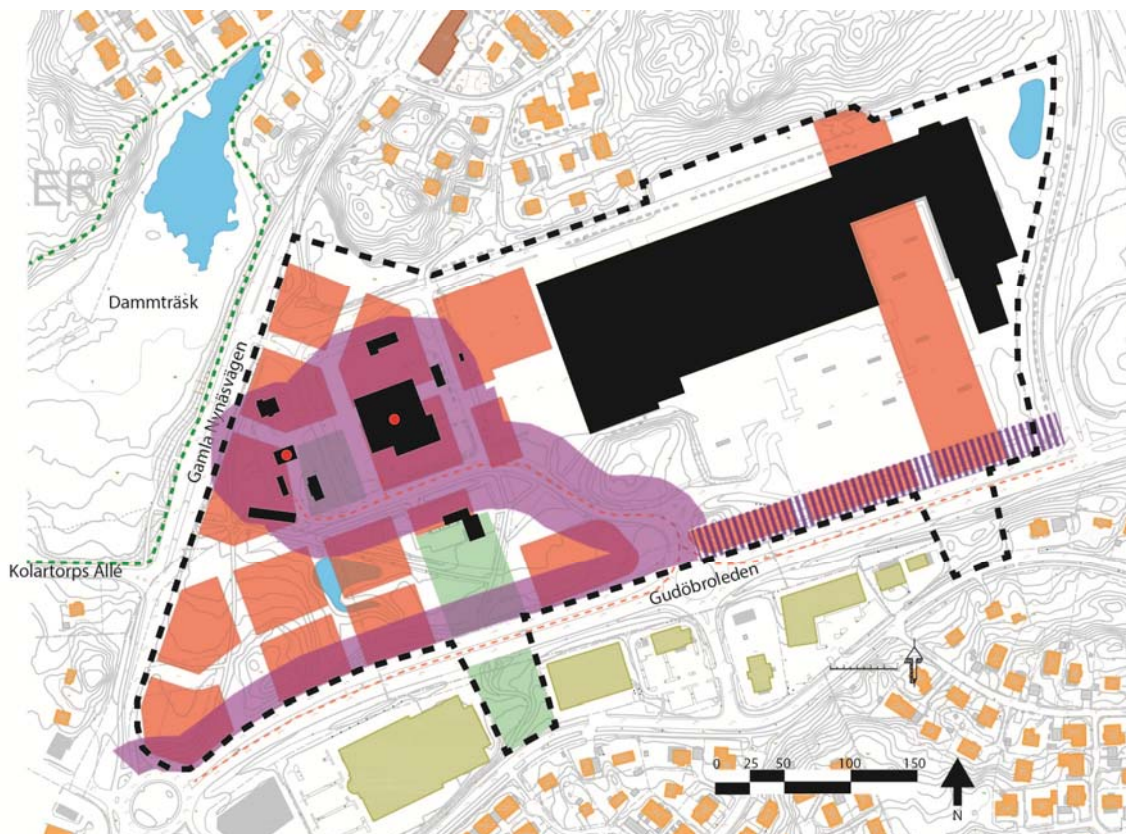 ER
Dammträsk
Gamla Nynäsvägen
Kolartorps Allé
Gudöbroleden
0 25 50 100 150
N